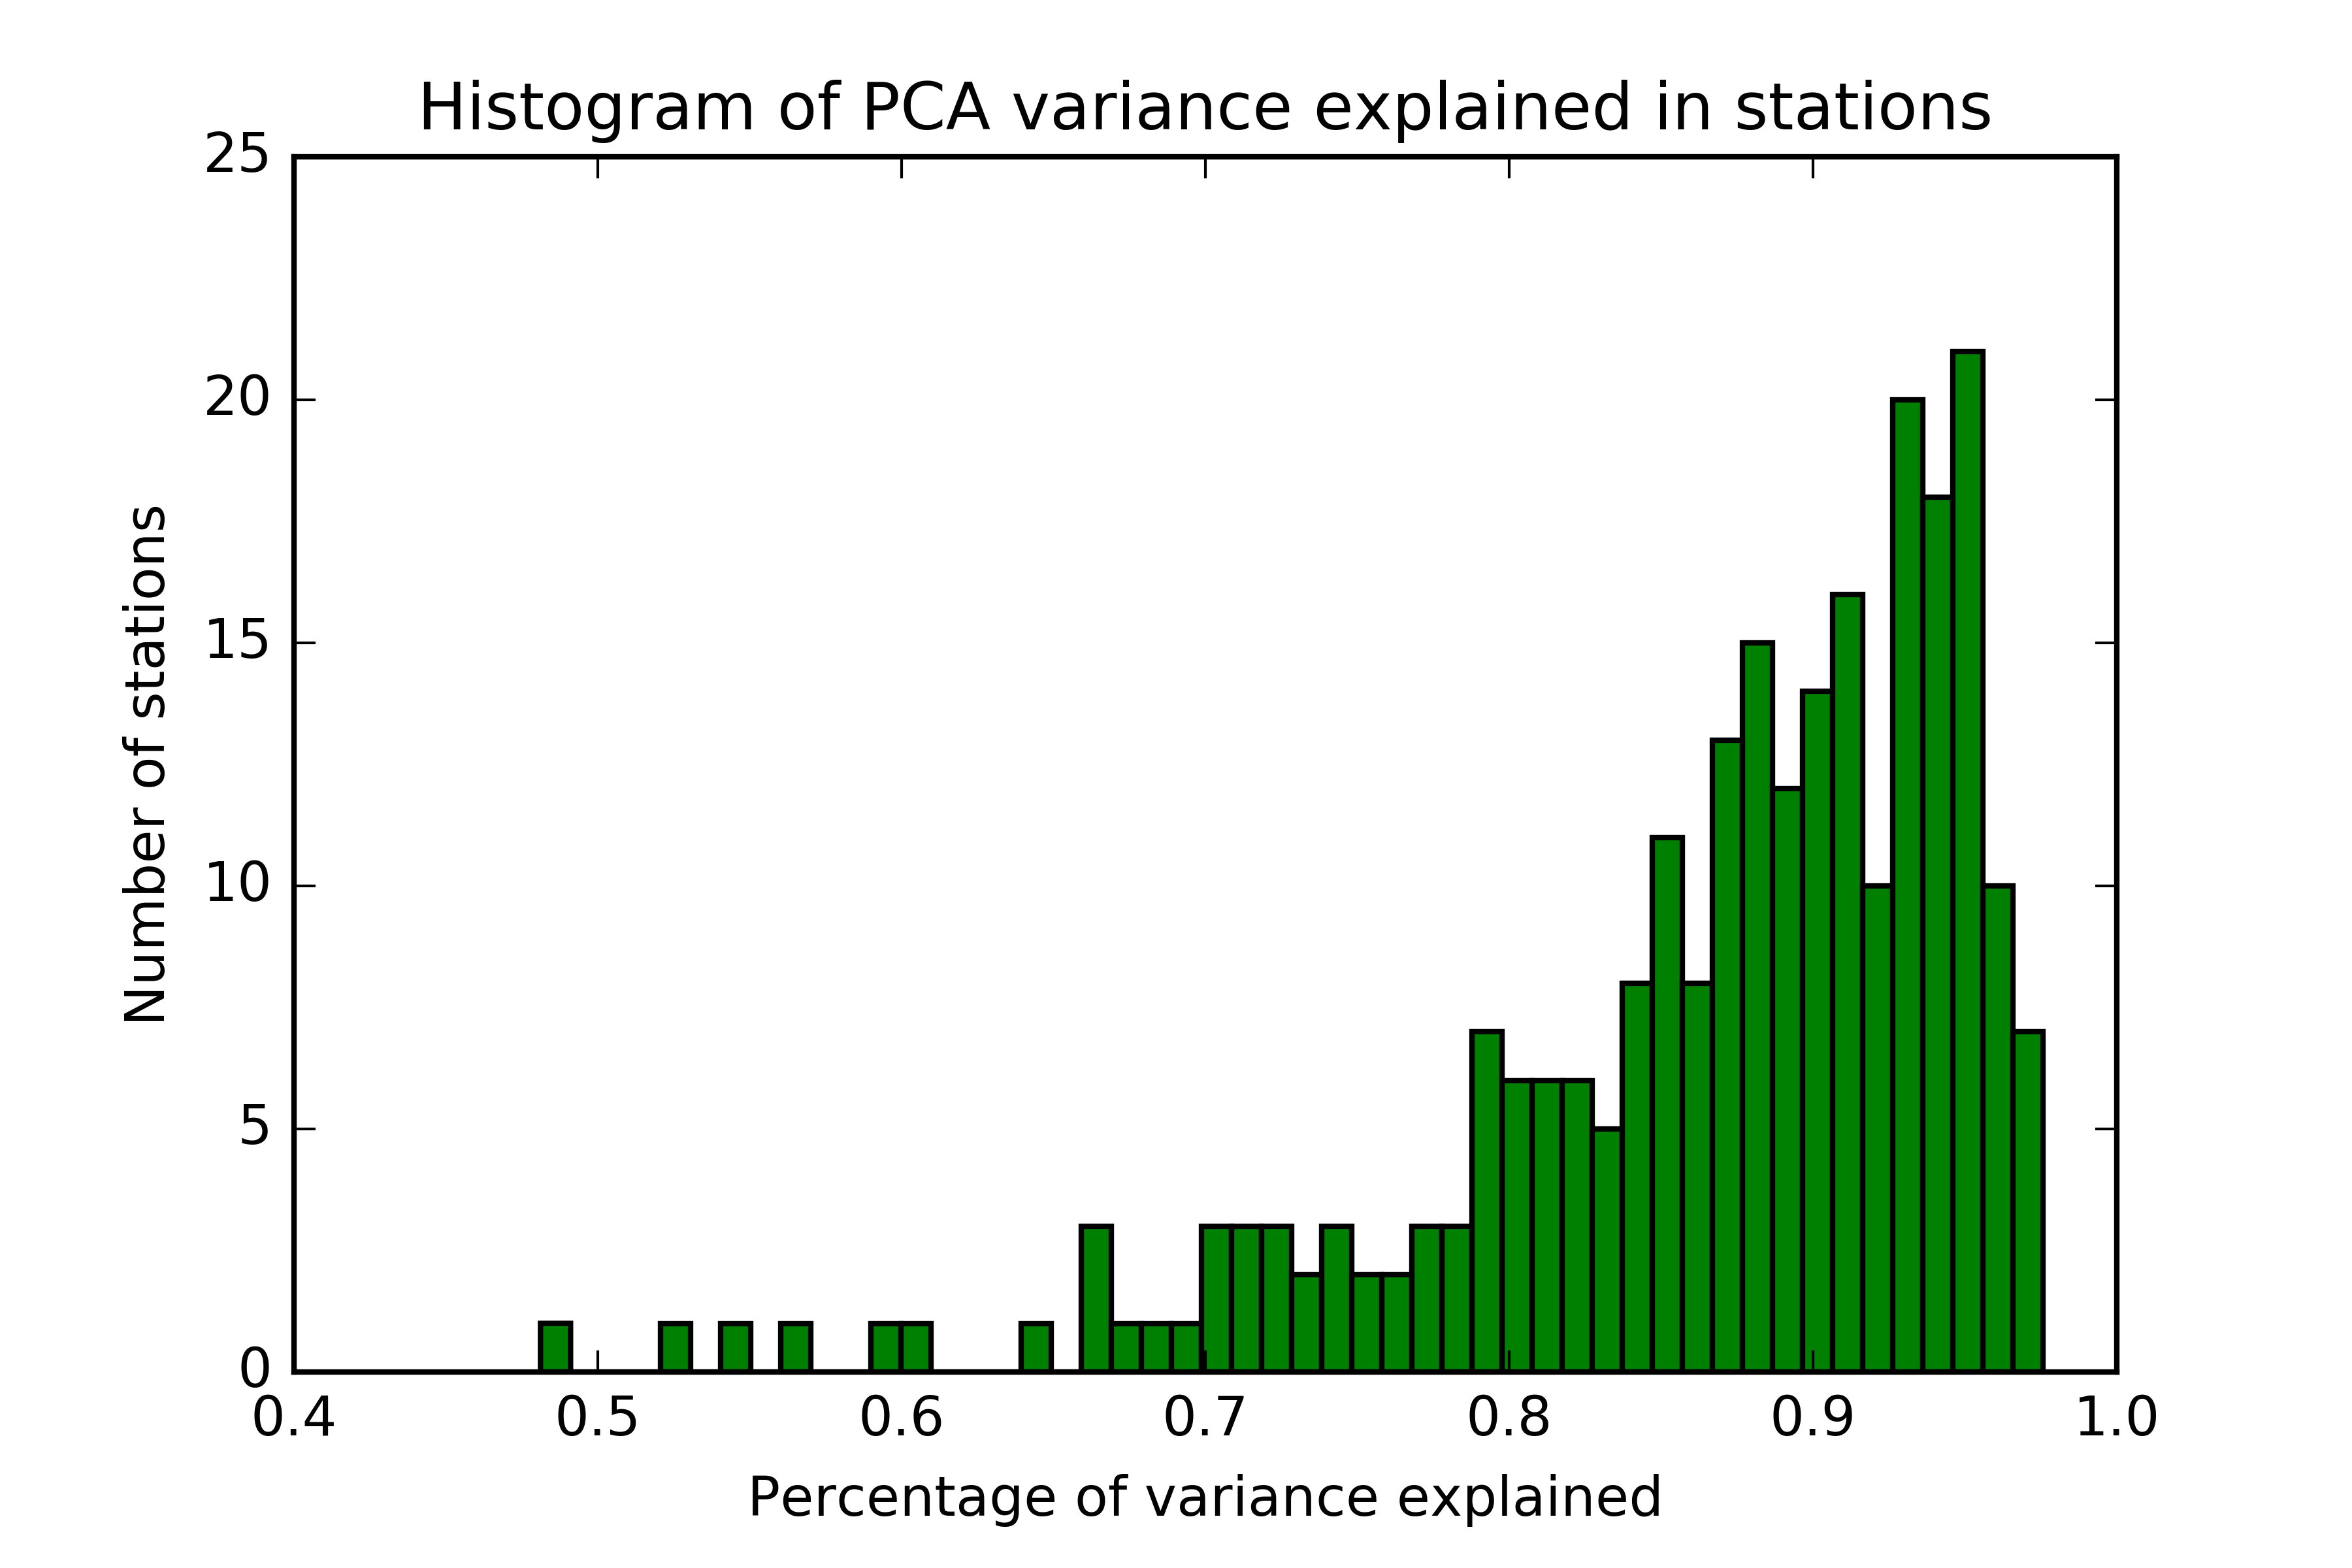 Histogram of PCA variance explained in stations
25
20
15
10
5
0
Number of stations
0.4 0.5 0.6 0.7 0.8 0.9 1.0
Percentage of variance explained